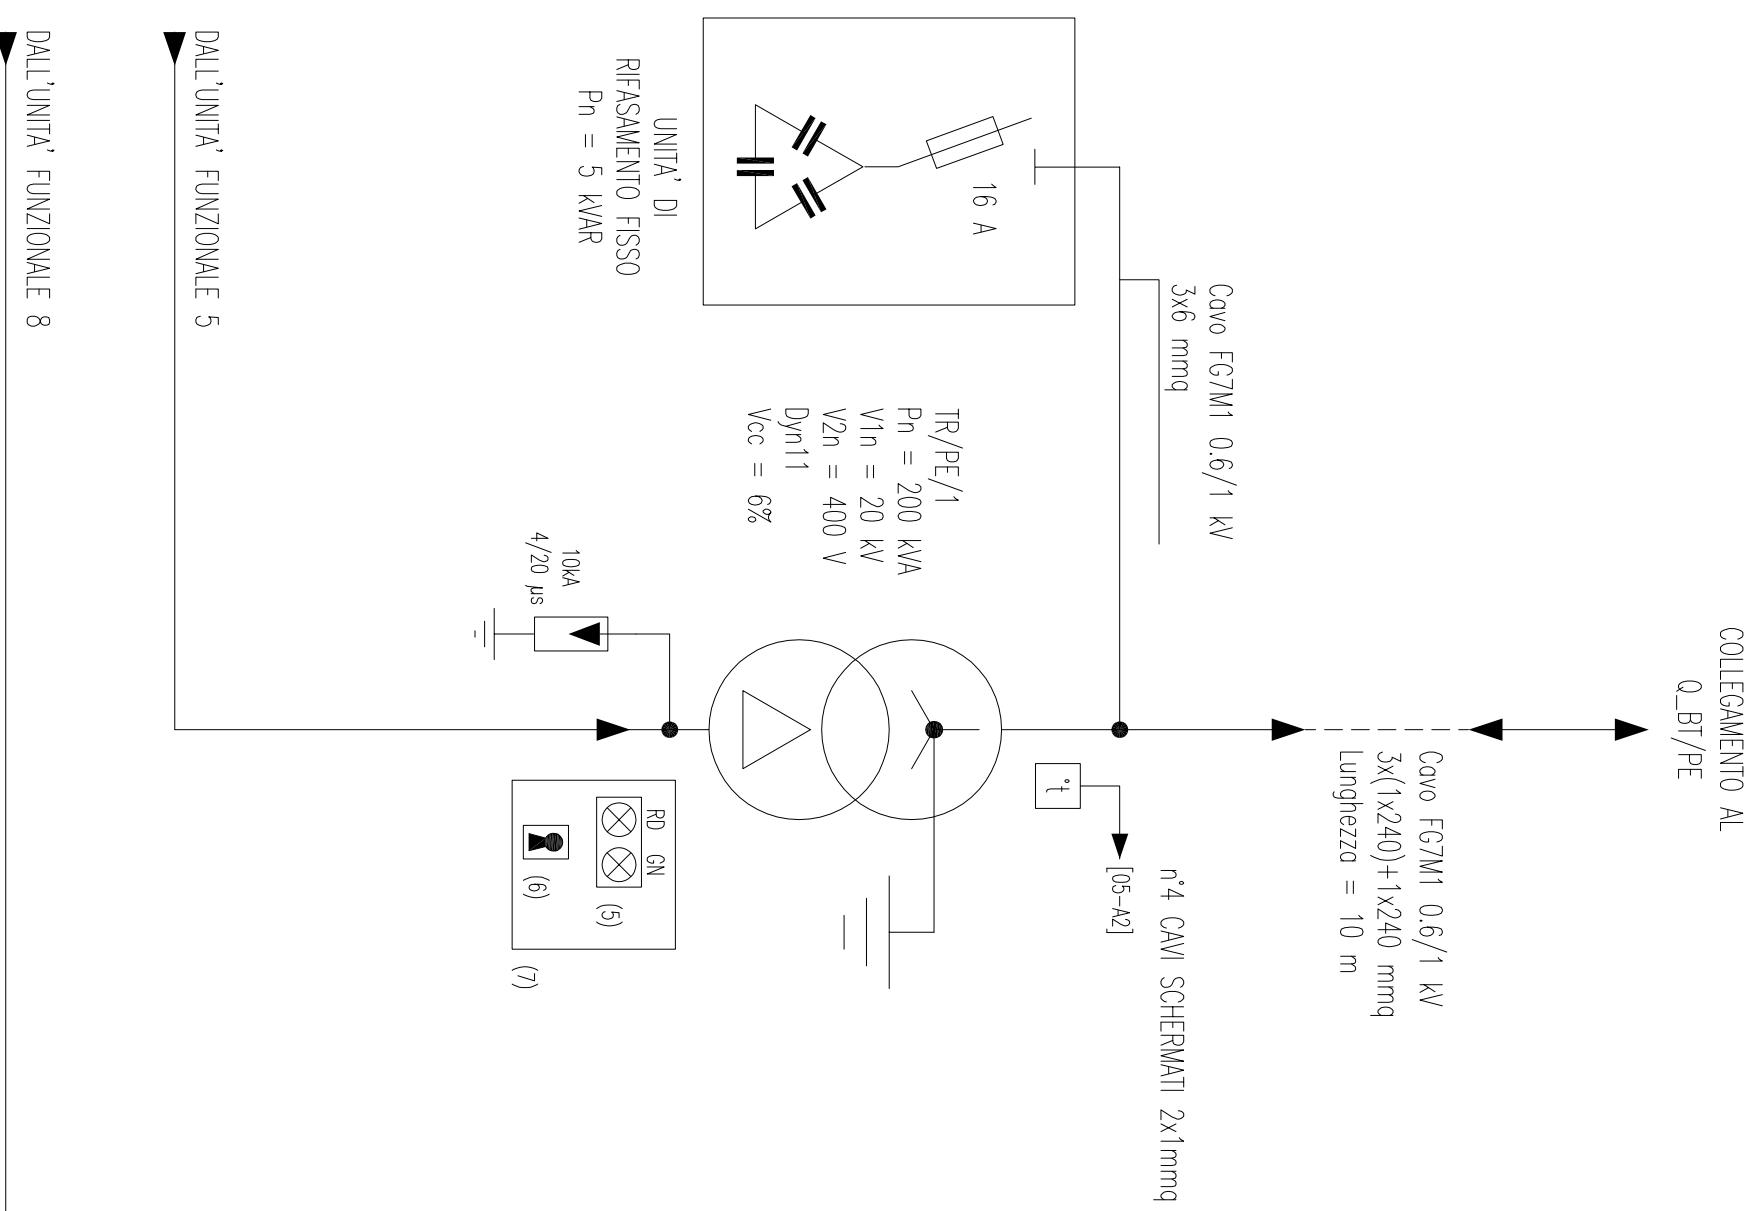 COLLEGAMENTO AL
Q_BT/PE
Cavo FG7M1 0.6/1 kV
3x(1x240)+1x240 mmq
Lunghezza = 10 m
Cavo FG7M1 0.6/1 kV
3x6 mmq
n°4 CAVI SCHERMATI 2x1mmq
[05-A2]
°t
16 A
UNITA' DI
RIFASAMENTO FISSO
Pn = 5 kVAR
TR/PE/1
Pn = 200 kVA
V1n = 20 kV
V2n = 400 V
Dyn11
Vcc = 6%
10kA
4/20 µs
RD GN
(5)
(6)
(7)
DALL'UNITA' FUNZIONALE 5
DALL'UNITA' FUNZIONALE 8